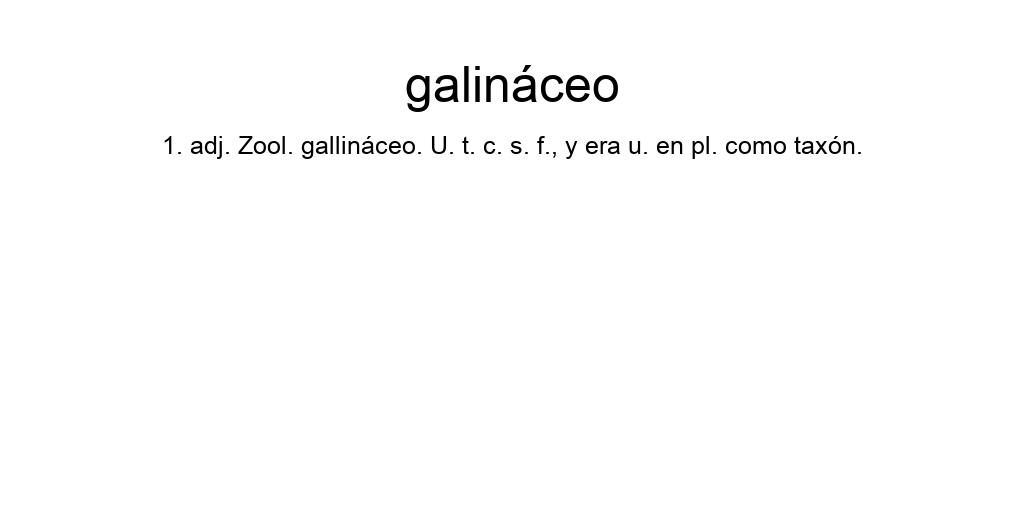 galináceo
1. adj. Zool. gallináceo. U. t. c. s. f., y era u. en pl. como taxón.